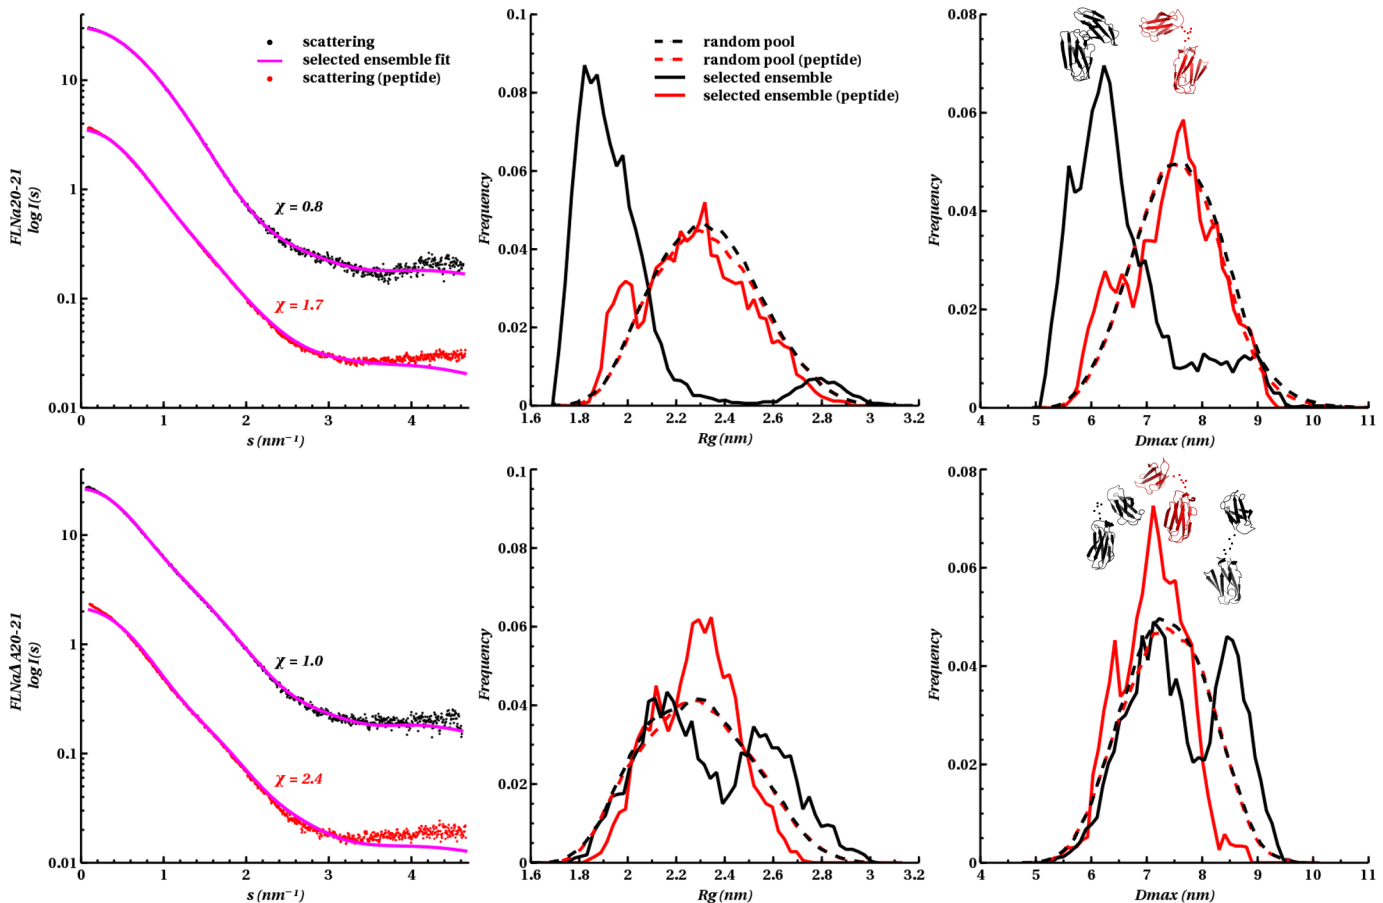 FLNa20-21
log I(s)
10
1
0.1
0.01
0
1
2
3
4
s (nm⁻¹)
scattering
selected ensemble fit
scattering (peptide)
χ = 0.8
χ = 1.7
Frequency
0.1
0.08
0.06
0.04
0.02
0
1.6
1.8
2
2.2
2.4
2.6
2.8
3
3.2
Rg (nm)
random pool
random pool (peptide)
selected ensemble
selected ensemble (peptide)
Frequency
0.08
0.06
0.04
0.02
0
4
5
6
7
8
9
10
11
Dmax (nm)
FLNaΔA20-21
log I(s)
10
1
0.1
0.01
0
1
2
3
4
s (nm⁻¹)
χ = 1.0
χ = 2.4
Frequency
0.1
0.08
0.06
0.04
0.02
0
1.6
1.8
2
2.2
2.4
2.6
2.8
3
3.2
Rg (nm)
Frequency
0.08
0.06
0.04
0.02
0
4
5
6
7
8
9
10
11
Dmax (nm)